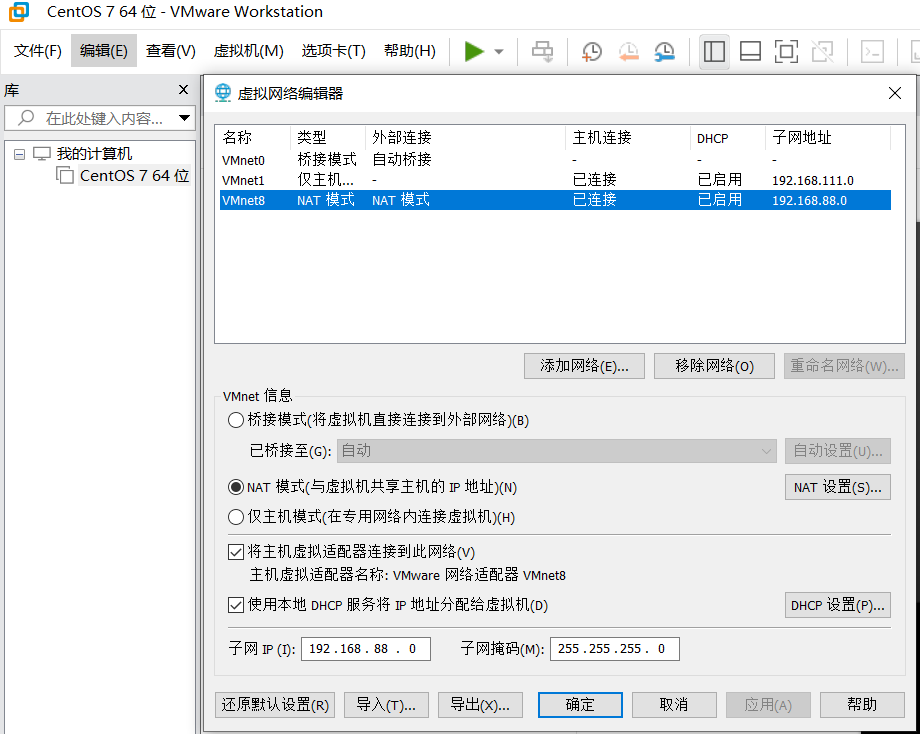 CentOS 7 64 位 - VMware Workstation
文件(F) 编辑(E) 查看(V) 虚拟机(M) 选项卡(T) 帮助(H)
库
在此处键入内容...
我的计算机
CentOS 7 64 位
虚拟网络编辑器
名称 类型 外部连接 主机连接 DHCP 子网地址
VMnet0 桥接模式 自动桥接 - - -
VMnet1 仅主机... - 已连接 已启用 192.168.111.0
VMnet8 NAT 模式 NAT 模式 已连接 已启用 192.168.88.0
添加网络(E)... 移除网络(O) 重命名网络(W)...
VMnet 信息
桥接模式(将虚拟机直接连接到外部网络)(B)
已桥接至(G): 自动 自动设置(U)...
NAT 模式(与虚拟机共享主机的 IP 地址)(N) NAT 设置(S)...
仅主机模式(在专用网络内连接虚拟机)(H)
将主机虚拟适配器连接到此网络(V)
主机虚拟适配器名称: VMware 网络适配器 VMnet8
使用本地 DHCP 服务将 IP 地址分配给虚拟机(D) DHCP 设置(P)...
子网 IP (I): 192 . 168 . 88 . 0 子网掩码(M): 255 . 255 . 255 . 0
还原默认设置(R) 导入(T)... 导出(X)... 确定 取消 应用(A) 帮助